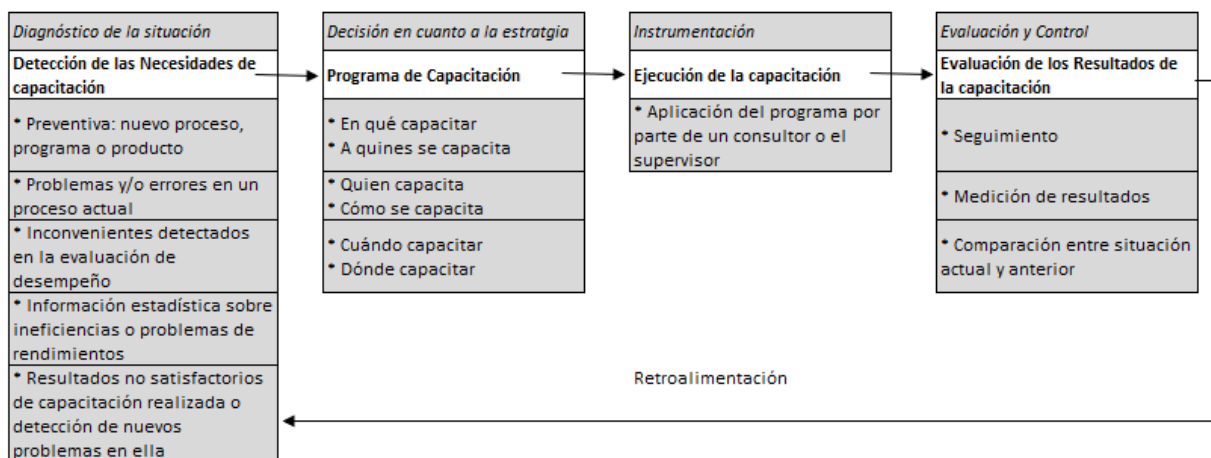 Diagnóstico de la situación
Detección de las Necesidades de
capacitación
* Preventiva: nuevo proceso,
programa o producto
* Problemas y/o errores en un
proceso actual
* Inconvenientes detectados
en la evaluación de
desempeño
* Información estadística sobre
ineficiencias o problemas de
rendimientos
* Resultados no satisfactorios
de capacitación realizada o
detección de nuevos
problemas en ella
Decisión en cuanto a la estratgia
Programa de Capacitación
* En qué capacitar
* A quines se capacita
* Quien capacita
* Cómo se capacita
* Cuándo capacitar
* Dónde capacitar
Instrumentación
Ejecución de la capacitación
* Aplicación del programa por
parte de un consultor o el
supervisor
Evaluación y Control
Evaluación de los Resultados de
la capacitación
* Seguimiento
* Medición de resultados
* Comparación entre situación
actual y anterior
Retroalimentación